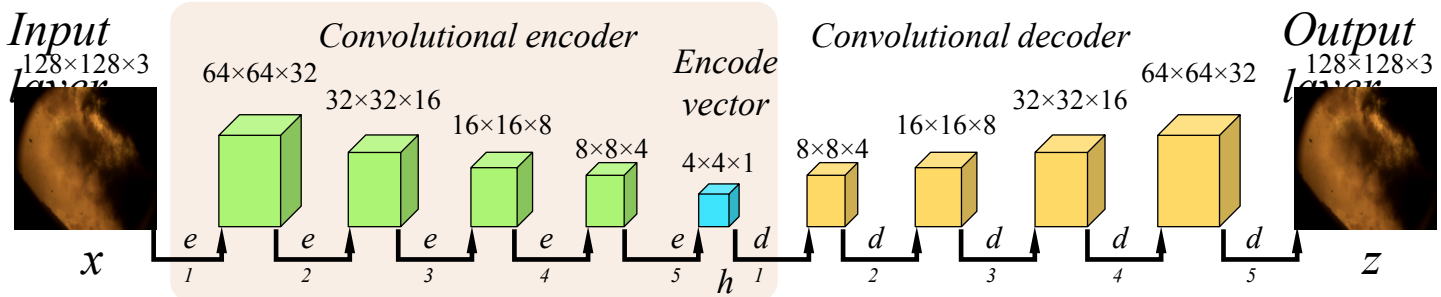 Input
layer
128×128×3
Convolutional encoder
Convolutional decoder
Output
layer
128×128×3
64×64×32
32×32×16
16×16×8
8×8×4
Encode
vector
4×4×1
8×8×4
16×16×8
32×32×16
64×64×32
x
e 1
e 2
e 3
e 4
e 5
h
d 1
d 2
d 3
d 4
d 5
z